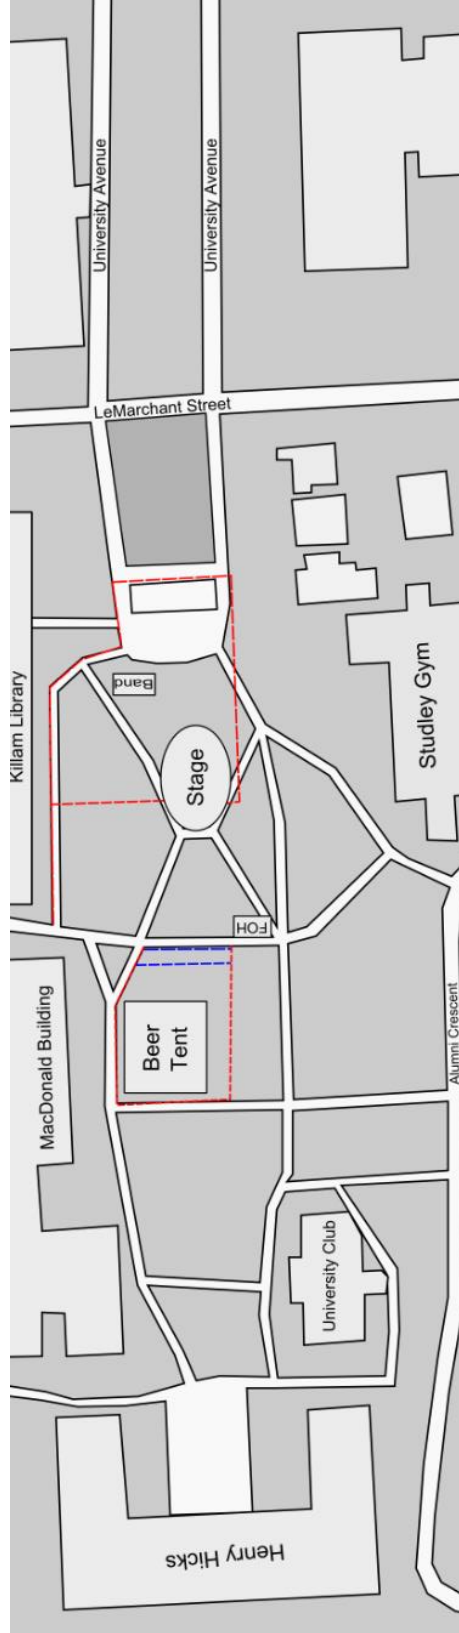 University Avenue
University Avenue
LeMarchant Street
Killam Library
Band
Stage
Studley Gym
FOH
MacDonald Building
Beer
Tent
Alumni Crescent
University Club
Henry Hicks